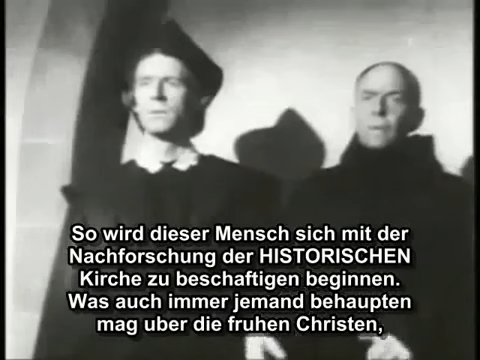 So wird dieser Mensch sich mit der
Nachforschung der HISTORISCHEN
Kirche zu beschaftigen beginnen.
Was auch immer jemand behaupten
mag uber die fruhen Christen,